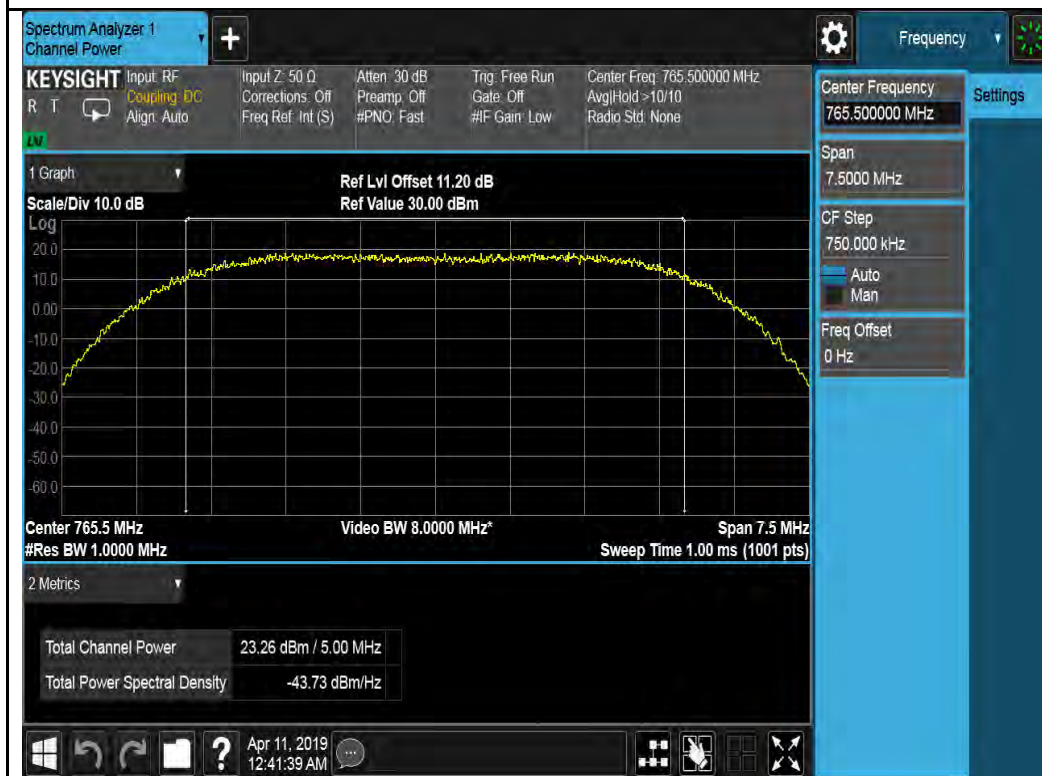 Spectrum Analyzer 1
Channel Power
+
Frequency
KEYSIGHT
R T
LXI
Input: RF
Coupling: DC
Align: Auto
Input Z: 50 Ω
Corrections: Off
Freq Ref: Int (S)
Atten: 30 dB
Preamp: Off
#PNO: Fast
Trig: Free Run
Gate: Off
#IF Gain: Low
Center Freq: 765.500000 MHz
Avg|Hold >10/10
Radio Std: None
Center Frequency
765.500000 MHz
Settings
Span
7.5000 MHz
CF Step
750.000 kHz
Auto
Man
Freq Offset
0 Hz
1 Graph
Scale/Div 10.0 dB
Ref Lvl Offset 11.20 dB
Ref Value 30.00 dBm
Log
20.0
10.0
0.00
-10.0
-20.0
-30.0
-40.0
-50.0
-60.0
Center 765.5 MHz
#Res BW 1.0000 MHz
Video BW 8.0000 MHz*
Span 7.5 MHz
Sweep Time 1.00 ms (1001 pts)
2 Metrics
Total Channel Power 23.26 dBm / 5.00 MHz
Total Power Spectral Density -43.73 dBm/Hz
?
Apr 11, 2019
12:41:39 AM